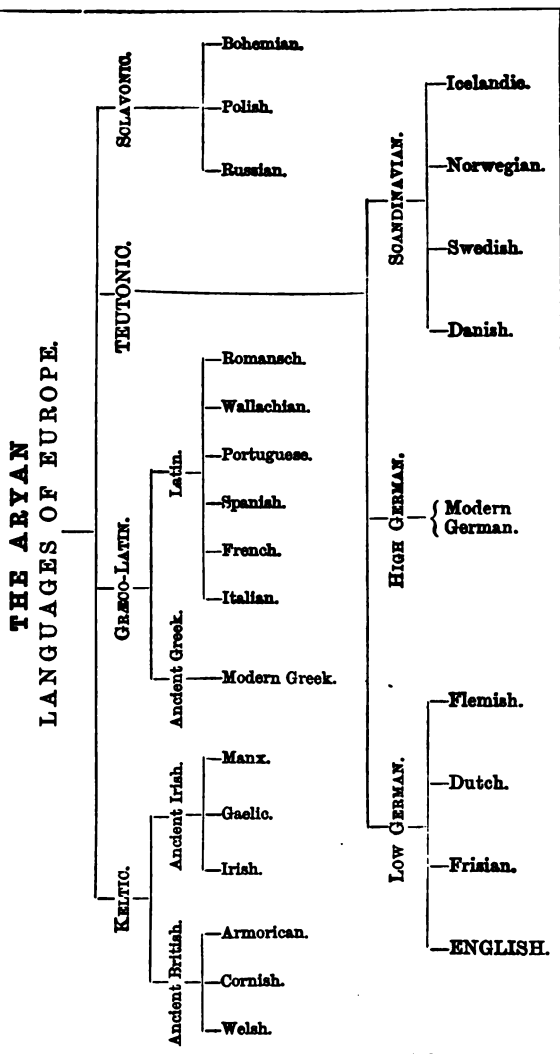 THE ARYAN
LANGUAGES OF EUROPE.
KELTIC.
Ancient British.
Welsh.
Cornish.
Armorican.
Ancient Irish.
Irish.
Gaelic.
Manx.
GRÆCO-LATIN.
Ancient Greek.
Modern Greek.
Latin.
Italian.
French.
Spanish.
Portuguese.
Wallachian.
Romansch.
TEUTONIC.
LOW GERMAN.
ENGLISH.
Frisian.
Dutch.
Flemish.
HIGH GERMAN.
Modern
German.
SCANDINAVIAN.
Danish.
Swedish.
Norwegian.
Icelandic.
SCLAVONIC.
Russian.
Polish.
Bohemian.